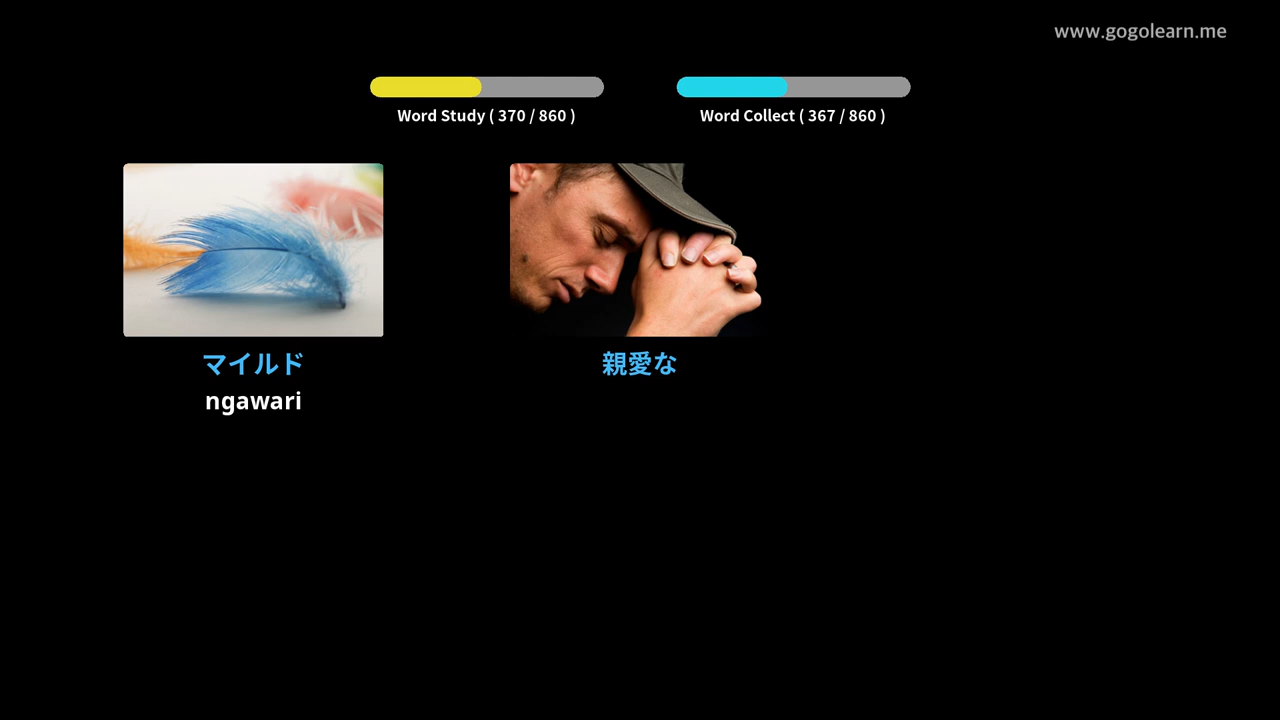 www.gogolearn.me
Word Study ( 370 / 860 )
Word Collect ( 367 / 860 )
マイルド
ngawari
親愛な